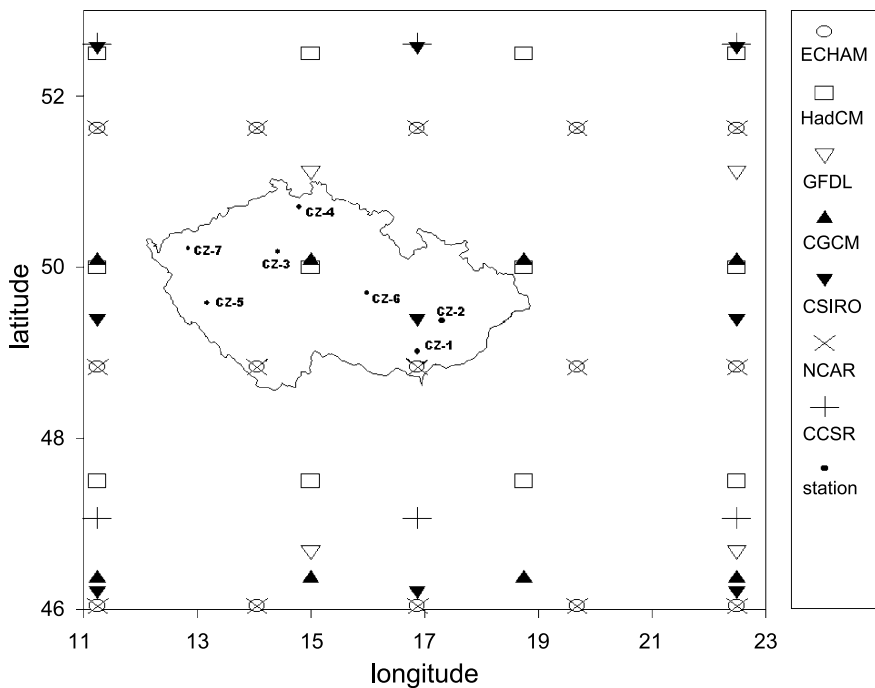 52
50
48
46
latitude
11 13 15 17 19 21 23
longitude
CZ-4
CZ-7
CZ-3
CZ-6
CZ-5
CZ-2
CZ-1
ECHAM
HadCM
GFDL
CGCM
CSIRO
NCAR
CCSR
station